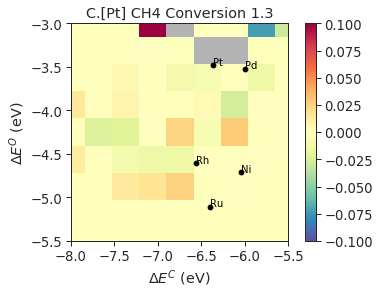 C.[Pt] CH4 Conversion 1.3
−3.0
−3.5
−4.0
−4.5
−5.0
−5.5
ΔE^O (eV)
Pt
Pd
Rh
Ni
Ru
−8.0 −7.5 −7.0 −6.5 −6.0 −5.5
ΔE^C (eV)
0.100
0.075
0.050
0.025
0.000
−0.025
−0.050
−0.075
−0.100